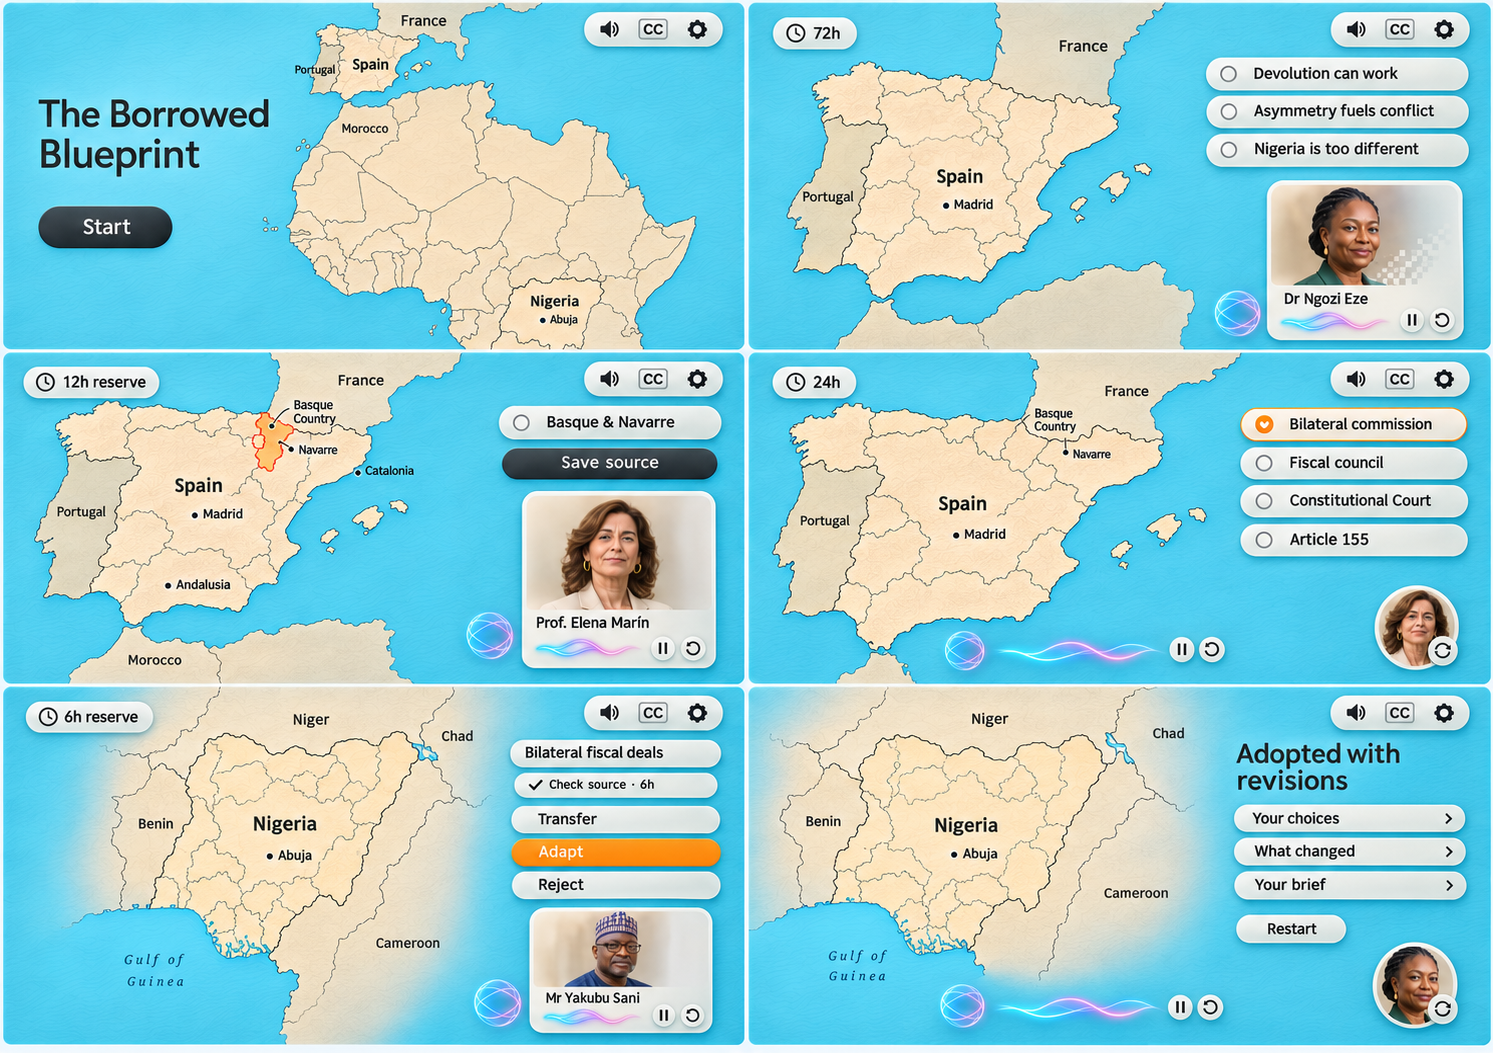 France
Portugal
Spain
CC
The Borrowed
Blueprint
Morocco
Start
Nigeria
Abuja
72h
France
CC
Devolution can work
Asymmetry fuels conflict
Nigeria is too different
Spain
Portugal
Madrid
Dr Ngozi Eze
12h reserve
France
CC
Basque
Country
Navarre
Catalonia
Basque & Navarre
Save source
Spain
Portugal
Madrid
Andalusia
Morocco
Prof. Elena Marín
24h
France
CC
Basque
Country
Navarre
Bilateral commission
Fiscal council
Constitutional Court
Article 155
Spain
Portugal
Madrid
6h reserve
Niger
Chad
CC
Bilateral fiscal deals
Check source · 6h
Transfer
Adapt
Reject
Benin
Nigeria
Abuja
Cameroon
Gulf of
Guinea
Mr Yakubu Sani
Niger
Chad
CC
Adopted with
revisions
Your choices
What changed
Your brief
Restart
Benin
Nigeria
Abuja
Cameroon
Gulf of
Guinea